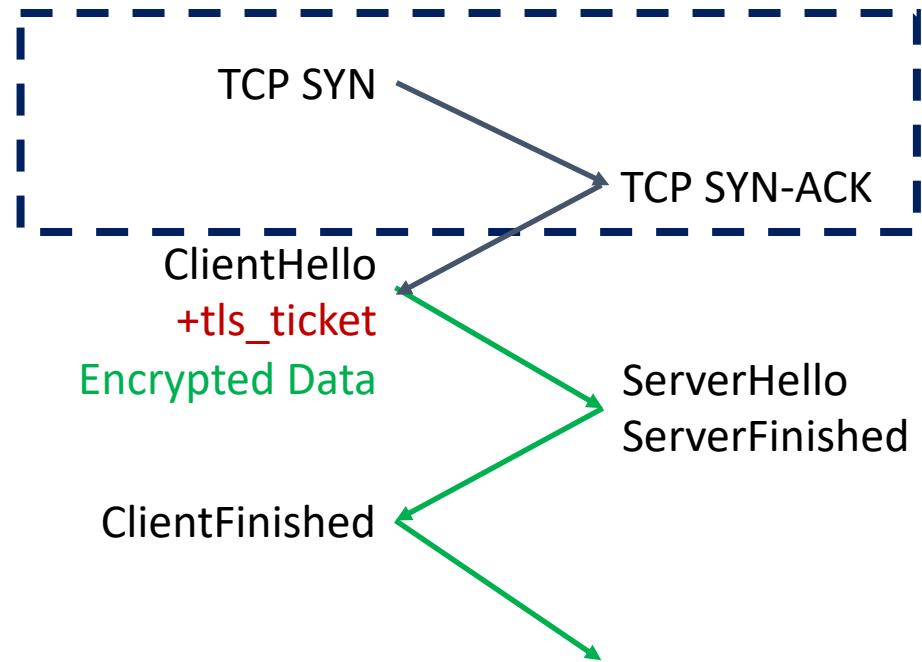 TCP SYN
TCP SYN-ACK
ClientHello
+tls_ticket
Encrypted Data
ServerHello
ServerFinished
ClientFinished